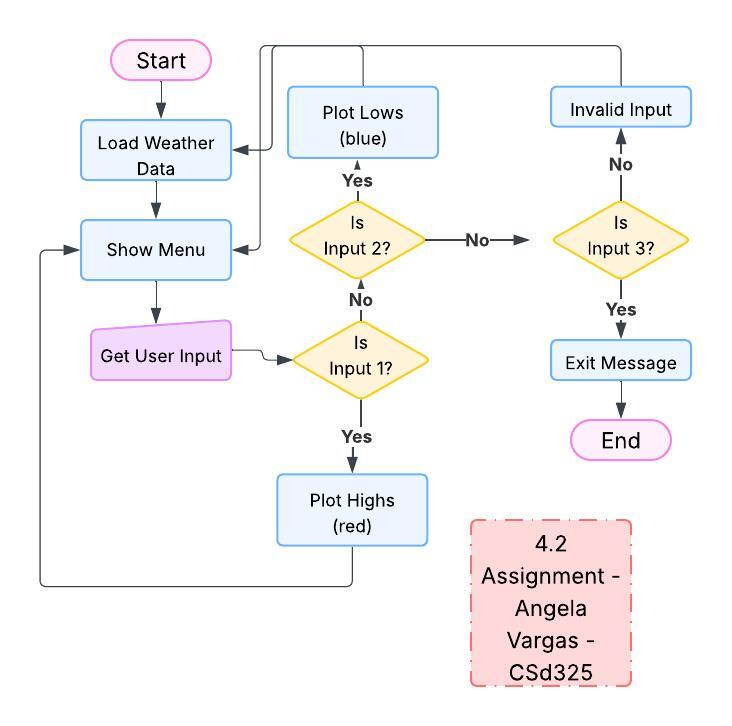 Start
Load Weather
Data
Show Menu
Get User Input
Is
Input 1?
Yes
Plot Highs
(red)
No
Is
Input 2?
Yes
Plot Lows
(blue)
No
Is
Input 3?
No
Invalid Input
Yes
Exit Message
End
4.2
Assignment -
Angela
Vargas -
CSd325